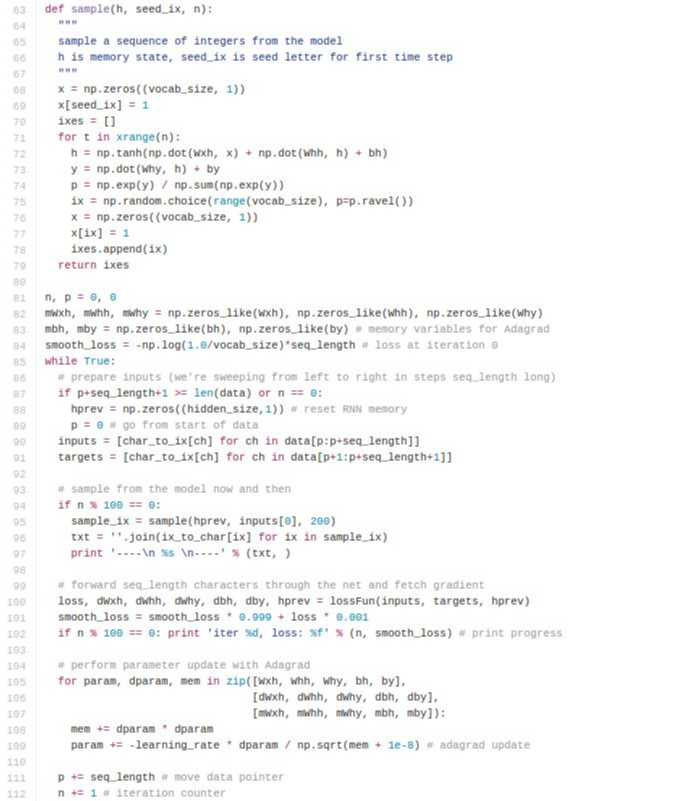 63 def sample(h, seed_ix, n):
64   """
65   sample a sequence of integers from the model
66   h is memory state, seed_ix is seed letter for first time step
67   """
68   x = np.zeros((vocab_size, 1))
69   x[seed_ix] = 1
70   ixes = []
71   for t in xrange(n):
72     h = np.tanh(np.dot(Wxh, x) + np.dot(Whh, h) + bh)
73     y = np.dot(Why, h) + by
74     p = np.exp(y) / np.sum(np.exp(y))
75     ix = np.random.choice(range(vocab_size), p=p.ravel())
76     x = np.zeros((vocab_size, 1))
77     x[ix] = 1
78     ixes.append(ix)
79   return ixes
80
81 n, p = 0, 0
82 mWxh, mWhh, mWhy = np.zeros_like(Wxh), np.zeros_like(Whh), np.zeros_like(Why)
83 mbh, mby = np.zeros_like(bh), np.zeros_like(by) # memory variables for Adagrad
84 smooth_loss = -np.log(1.0/vocab_size)*seq_length # loss at iteration 0
85 while True:
86   # prepare inputs (we're sweeping from left to right in steps seq_length long)
87   if p+seq_length+1 >= len(data) or n == 0:
88     hprev = np.zeros((hidden_size,1)) # reset RNN memory
89     p = 0 # go from start of data
90   inputs = [char_to_ix[ch] for ch in data[p:p+seq_length]]
91   targets = [char_to_ix[ch] for ch in data[p+1:p+seq_length+1]]
92
93   # sample from the model now and then
94   if n % 100 == 0:
95     sample_ix = sample(hprev, inputs[0], 200)
96     txt = ''.join(ix_to_char[ix] for ix in sample_ix)
97     print '----\n %s \n----' % (txt, )
98
99   # forward seq_length characters through the net and fetch gradient
100   loss, dWxh, dWhh, dWhy, dbh, dby, hprev = lossFun(inputs, targets, hprev)
101   smooth_loss = smooth_loss * 0.999 + loss * 0.001
102   if n % 100 == 0: print 'iter %d, loss: %f' % (n, smooth_loss) # print progress
103
104   # perform parameter update with Adagrad
105   for param, dparam, mem in zip([Wxh, Whh, Why, bh, by],
106                                 [dWxh, dWhh, dWhy, dbh, dby],
107                                 [mWxh, mWhh, mWhy, mbh, mby]):
108     mem += dparam * dparam
109     param += -learning_rate * dparam / np.sqrt(mem + 1e-8) # adagrad update
110
111   p += seq_length # move data pointer
112   n += 1 # iteration counter